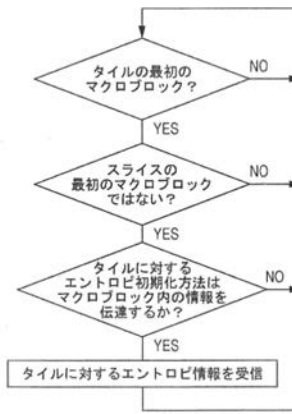 タイルの最初の
マクロブロック？
NO
YES
スライスの
最初のマクロブロック
ではない？
NO
YES
タイルに対する
エントロピ初期化方法は
マクロブロック内の情報を
伝達するか？
NO
YES
タイルに対するエントロピ情報を受信